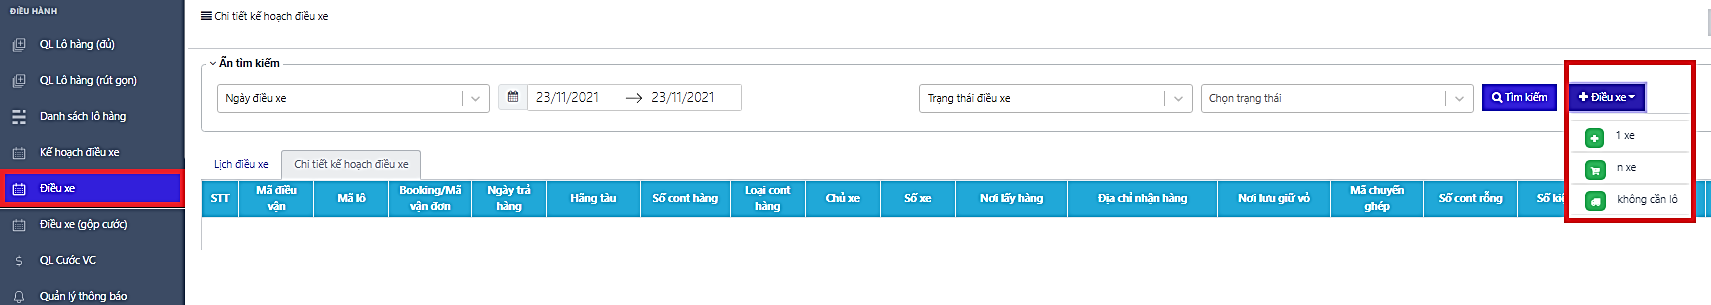 ĐIỀU HÀNH
QL Lô hàng (đủ)
QL Lô hàng (rút gọn)
Danh sách lô hàng
Kế hoạch điều xe
Điều xe
Điều xe (gộp cước)
QL Cước VC
Quản lý thông báo
Chi tiết kế hoạch điều xe
Ẩn tìm kiếm
Ngày điều xe
23/11/2021 → 23/11/2021
Trạng thái điều xe
Chọn trạng thái
Tìm kiếm
Điều xe
1 xe
n xe
không cần lô
Lịch điều xe
Chi tiết kế hoạch điều xe
STT
Mã điều
vận
Mã lô
Booking/Mã
vận đơn
Ngày trả
hàng
Hãng tàu
Số cont hàng
Loại cont
hàng
Chủ xe
Số xe
Nơi lấy hàng
Địa chỉ nhận hàng
Nơi lưu giữ vỏ
Mã chuyến
ghép
Số cont rỗng